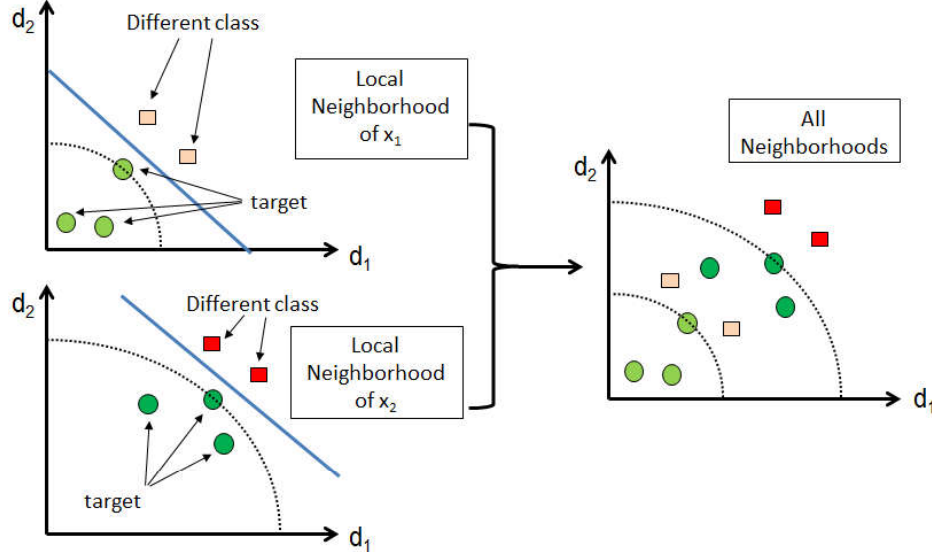 d₂
Different class
target
d₁
Local
Neighborhood
of x₁
d₂
Different class
target
d₁
Local
Neighborhood
of x₂
All
Neighborhoods
d₂
d₁